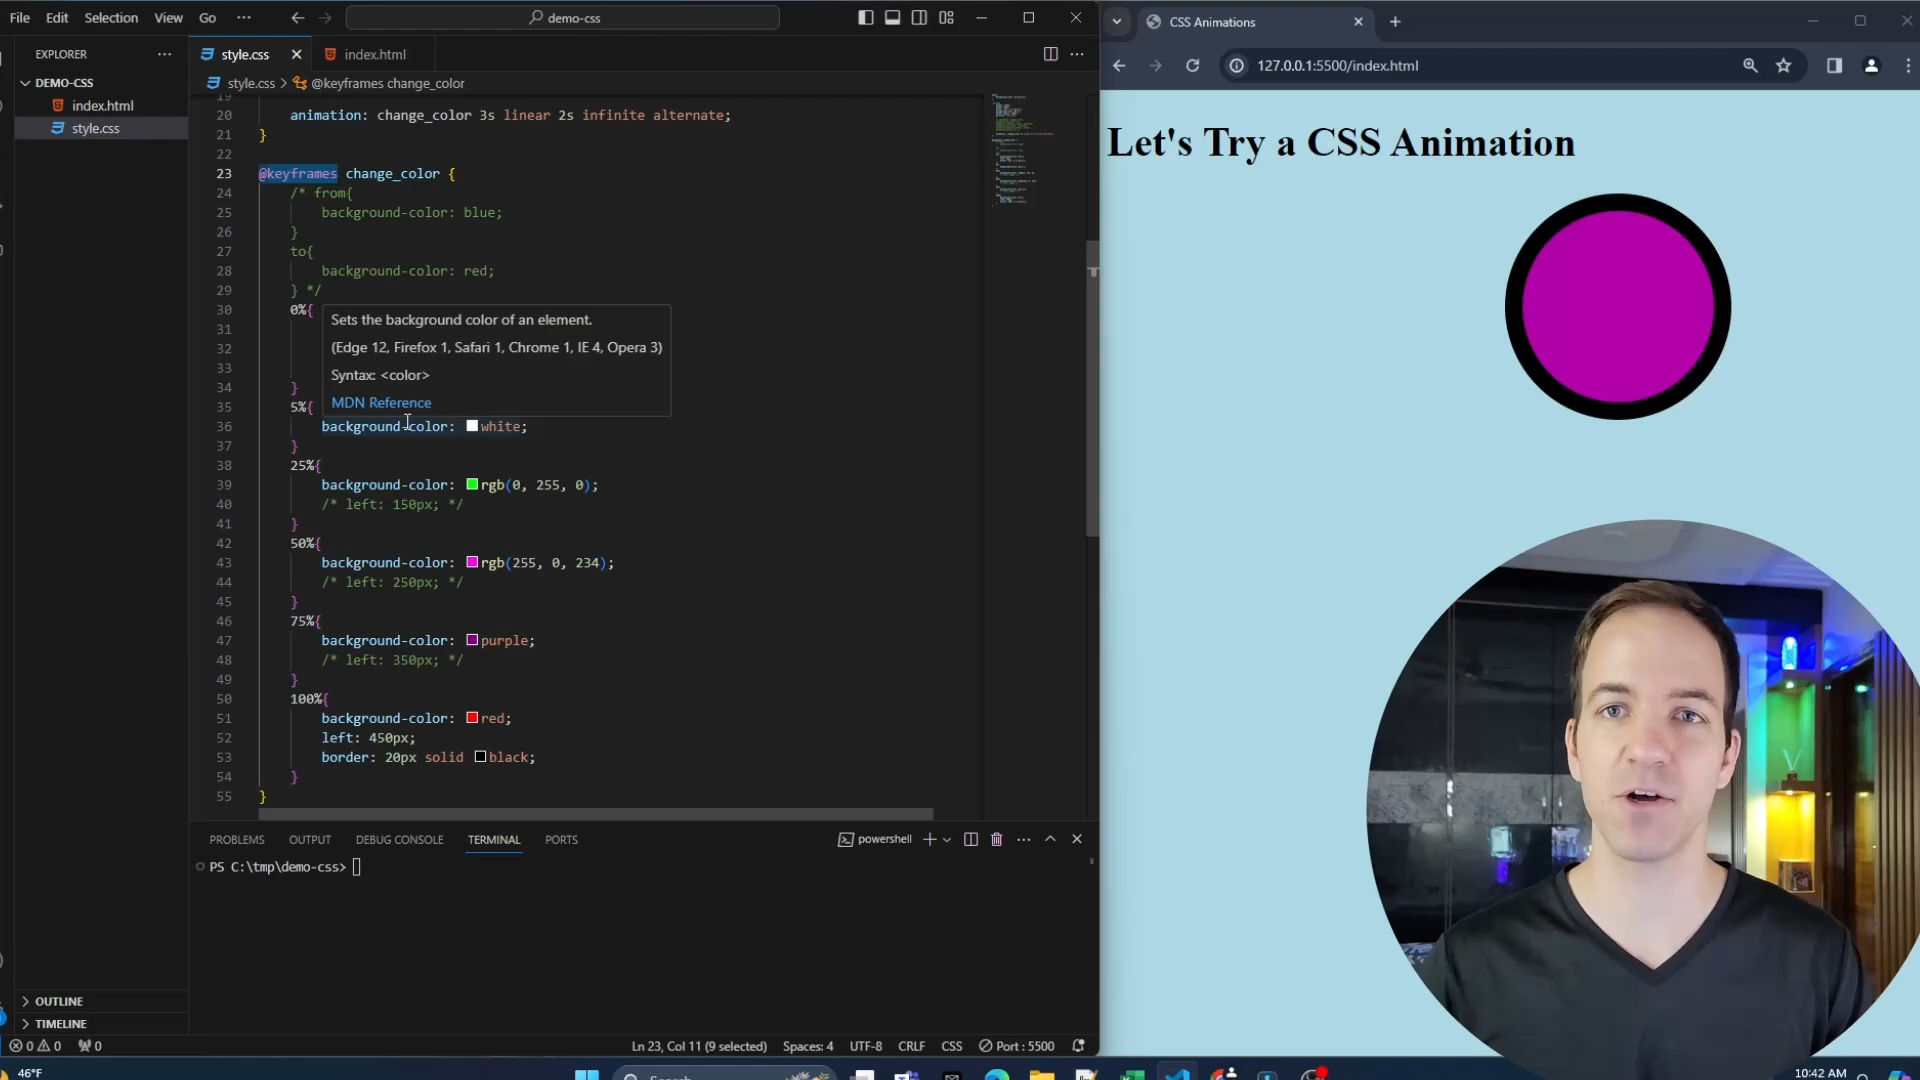 File Edit Selection View Go ··· demo-css
EXPLORER ···
DEMO-CSS
index.html
style.css
style.css index.html
style.css > @keyframes change_color
19
20 animation: change_color 3s linear 2s infinite alternate;
21 }
22
23 @keyframes change_color {
24 /* from{
25 background-color: blue;
26 }
27 to{
28 background-color: red;
29 } */
30 0%{
31
32
33
34 }
35 5%{
36 background-color: white;
37 }
38 25%{
39 background-color: rgb(0, 255, 0);
40 /* left: 150px; */
41 }
42 50%{
43 background-color: rgb(255, 0, 234);
44 /* left: 250px; */
45 }
46 75%{
47 background-color: purple;
48 /* left: 350px; */
49 }
50 100%{
51 background-color: red;
52 left: 450px;
53 border: 20px solid black;
54 }
55 }
Sets the background color of an element.
(Edge 12, Firefox 1, Safari 1, Chrome 1, IE 4, Opera 3)
Syntax: <color>
MDN Reference
PROBLEMS OUTPUT DEBUG CONSOLE TERMINAL PORTS powershell
PS C:\tmp\demo-css>
OUTLINE
TIMELINE
0 0 0 Ln 23, Col 11 (9 selected) Spaces: 4 UTF-8 CRLF CSS Port : 5500
CSS Animations
127.0.0.1:5500/index.html
Let's Try a CSS Animation
46°F Search 10:42 AM